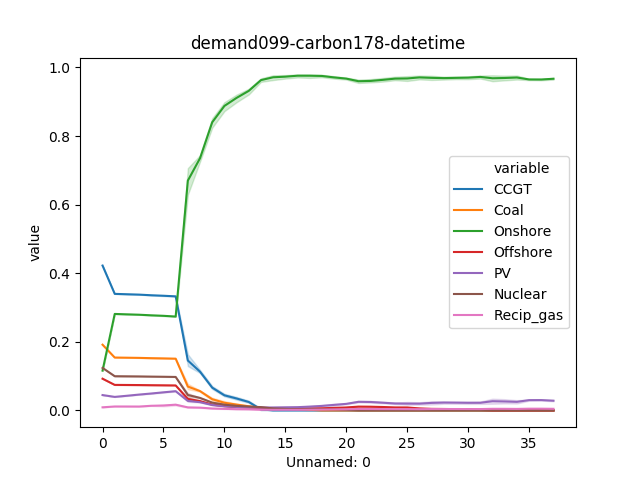 demand099-carbon178-datetime
value
1.0
0.8
0.6
0.4
0.2
0.0
variable
CCGT
Coal
Onshore
Offshore
PV
Nuclear
Recip_gas
0 5 10 15 20 25 30 35
Unnamed: 0